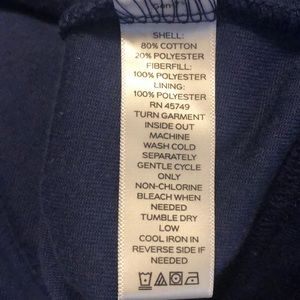 SHELL:
80% COTTON
20% POLYESTER
FIBERFILL:
100% POLYESTER
LINING:
100% POLYESTER
RN 45749
TURN GARMENT
INSIDE OUT
MACHINE
WASH COLD
SEPARATELY
GENTLE CYCLE
ONLY
NON-CHLORINE
BLEACH WHEN
NEEDED
TUMBLE DRY
LOW
COOL IRON IN
REVERSE SIDE IF
NEEDED